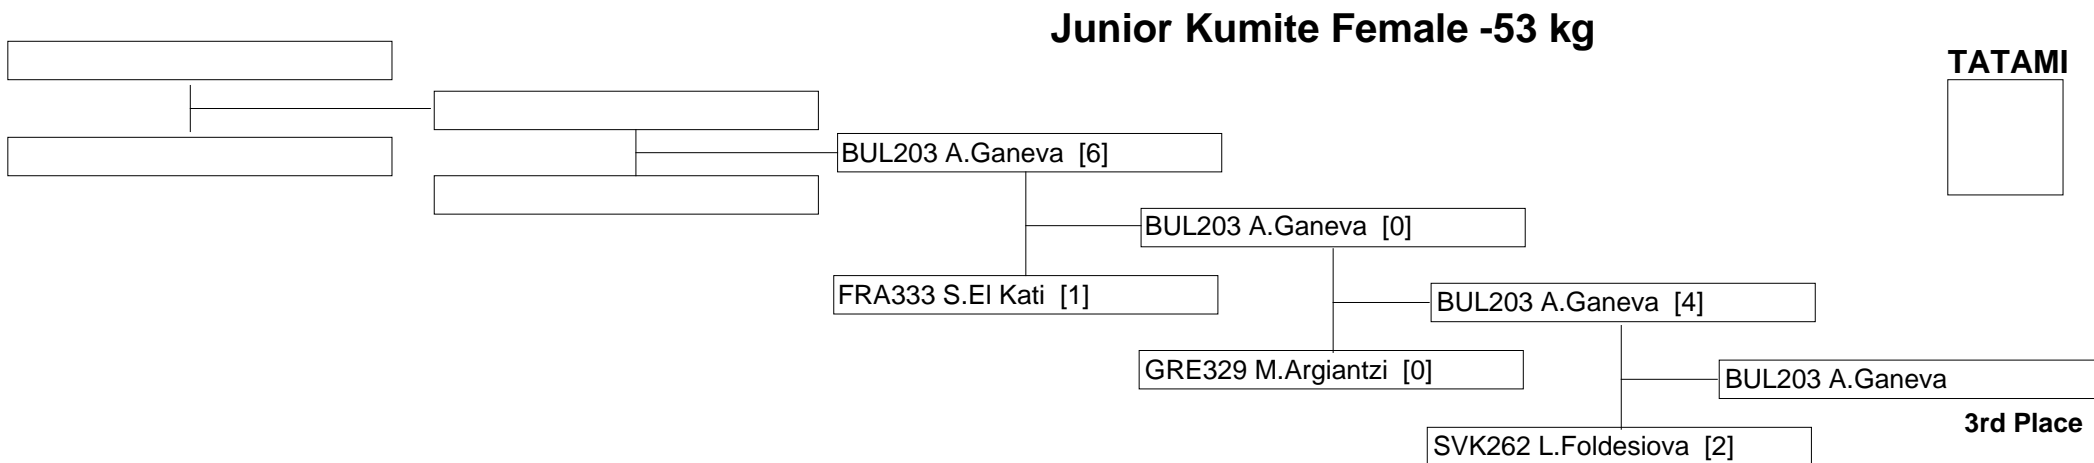 Junior Kumite Female -53 kg
TATAMI
BUL203 A.Ganeva [6]
BUL203 A.Ganeva [0]
FRA333 S.El Kati [1]
BUL203 A.Ganeva [4]
GRE329 M.Argiantzi [0]
BUL203 A.Ganeva
3rd Place
SVK262 L.Foldesiova [2]